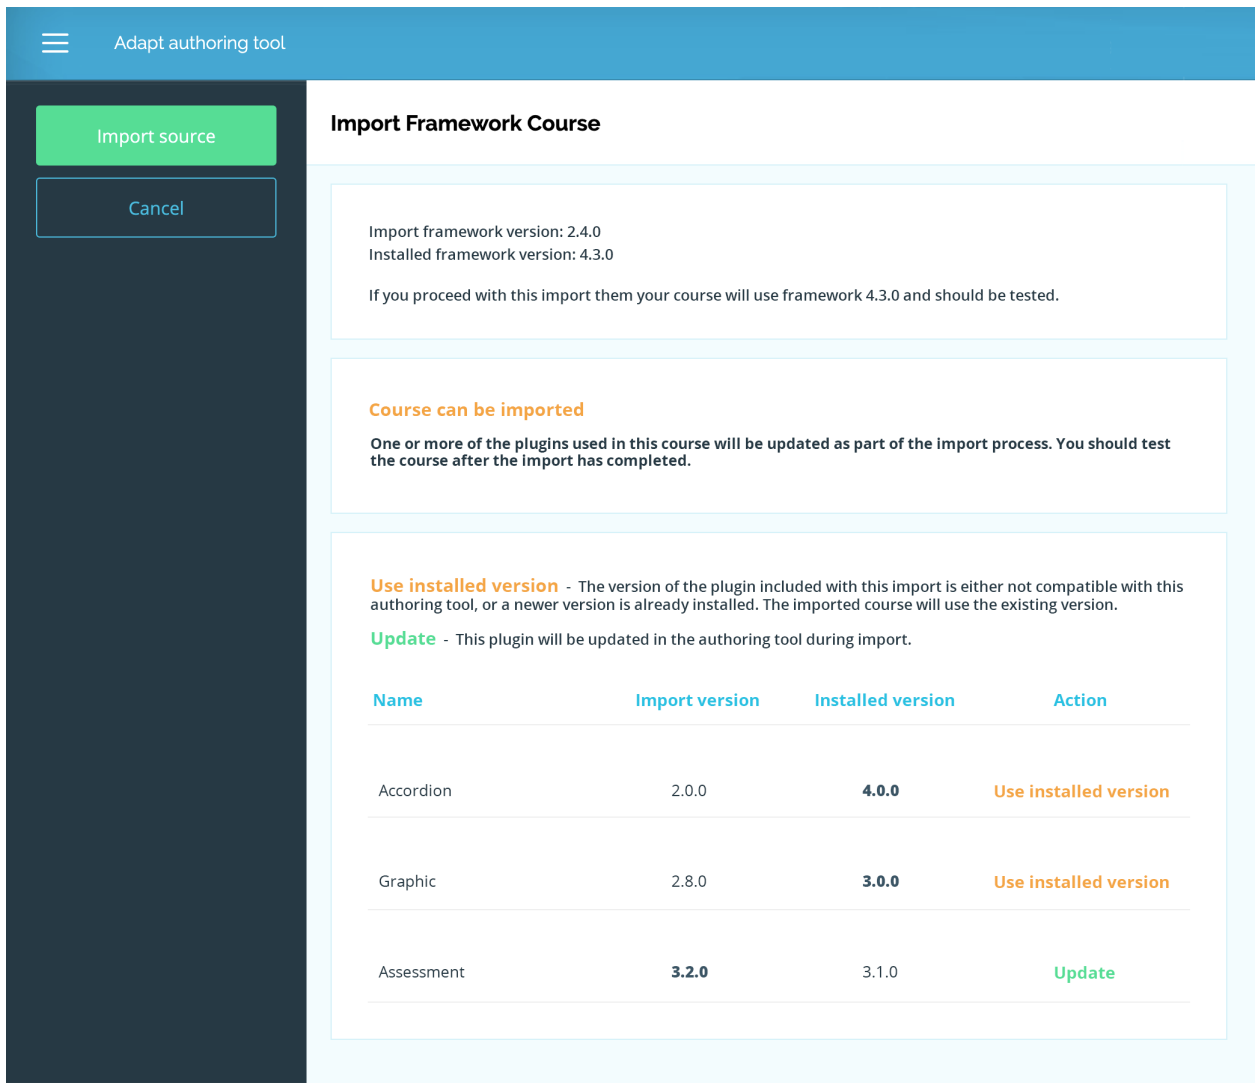 Adapt authoring tool
Import source
Cancel
Import Framework Course
Import framework version: 2.4.0
Installed framework version: 4.3.0
If you proceed with this import them your course will use framework 4.3.0 and should be tested.
Course can be imported
One or more of the plugins used in this course will be updated as part of the import process. You should test
the course after the import has completed.
Use installed version - The version of the plugin included with this import is either not compatible with this
authoring tool, or a newer version is already installed. The imported course will use the existing version.
Update - This plugin will be updated in the authoring tool during import.
Name Import version Installed version Action
Accordion 2.0.0 4.0.0 Use installed version
Graphic 2.8.0 3.0.0 Use installed version
Assessment 3.2.0 3.1.0 Update